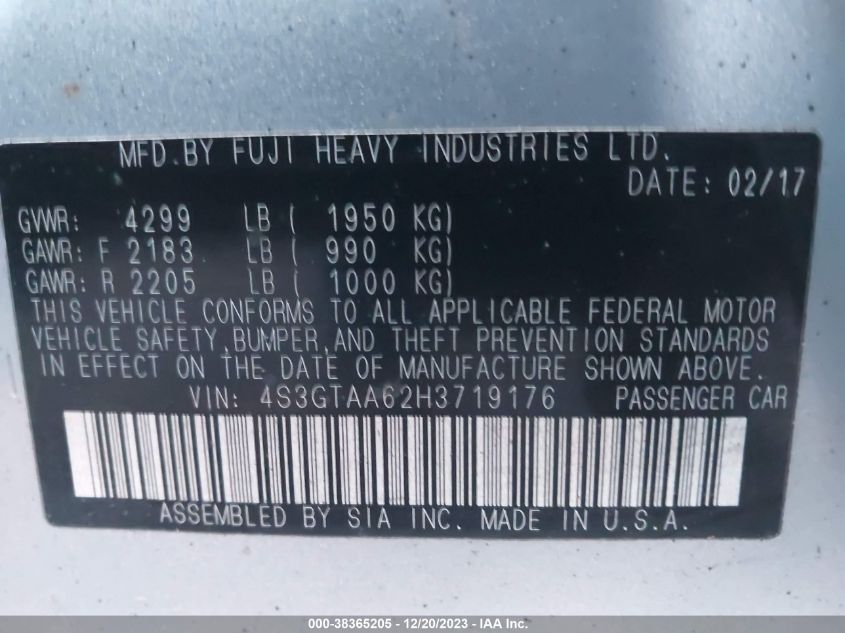 MFD.BY FUJI HEAVY INDUSTRIES LTD.
DATE: 02/17
GVWR: 4299 LB ( 1950 KG)
GAWR: F 2183 LB ( 990 KG)
GAWR: R 2205 LB ( 1000 KG)
THIS VEHICLE CONFORMS TO ALL APPLICABLE FEDERAL MOTOR
VEHICLE SAFETY,BUMPER,AND THEFT PREVENTION STANDARDS
IN EFFECT ON THE DATE OF MANUFACTURE SHOWN ABOVE.
VIN: 4S3GTAA62H3719176 PASSENGER CAR
ASSEMBLED BY SIA INC. MADE IN U.S.A.
000-38365205 - 12/20/2023 - IAA Inc.